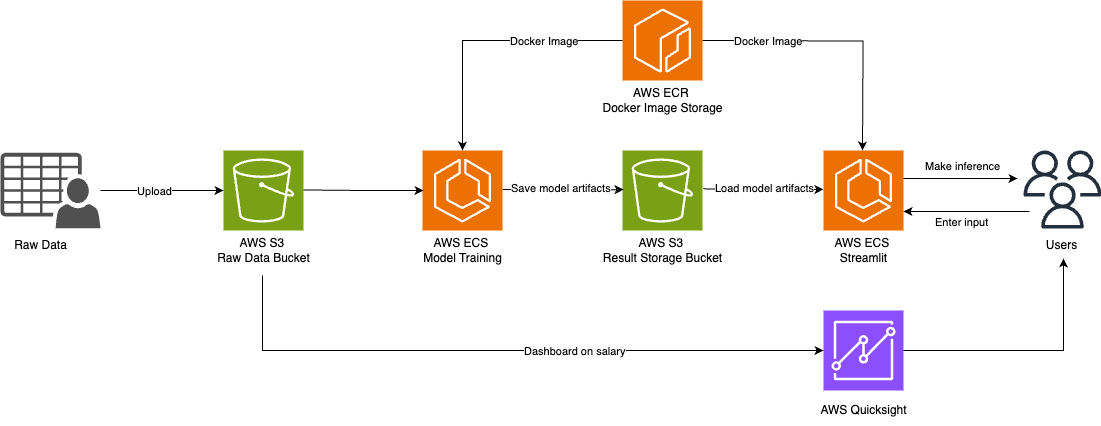 Docker Image
Docker Image
AWS ECR
Docker Image Storage
Upload
Save model artifacts
Load model artifacts
Make inference
Enter input
Raw Data
AWS S3
Raw Data Bucket
AWS ECS
Model Training
AWS S3
Result Storage Bucket
AWS ECS
Streamlit
Users
Dashboard on salary
AWS Quicksight